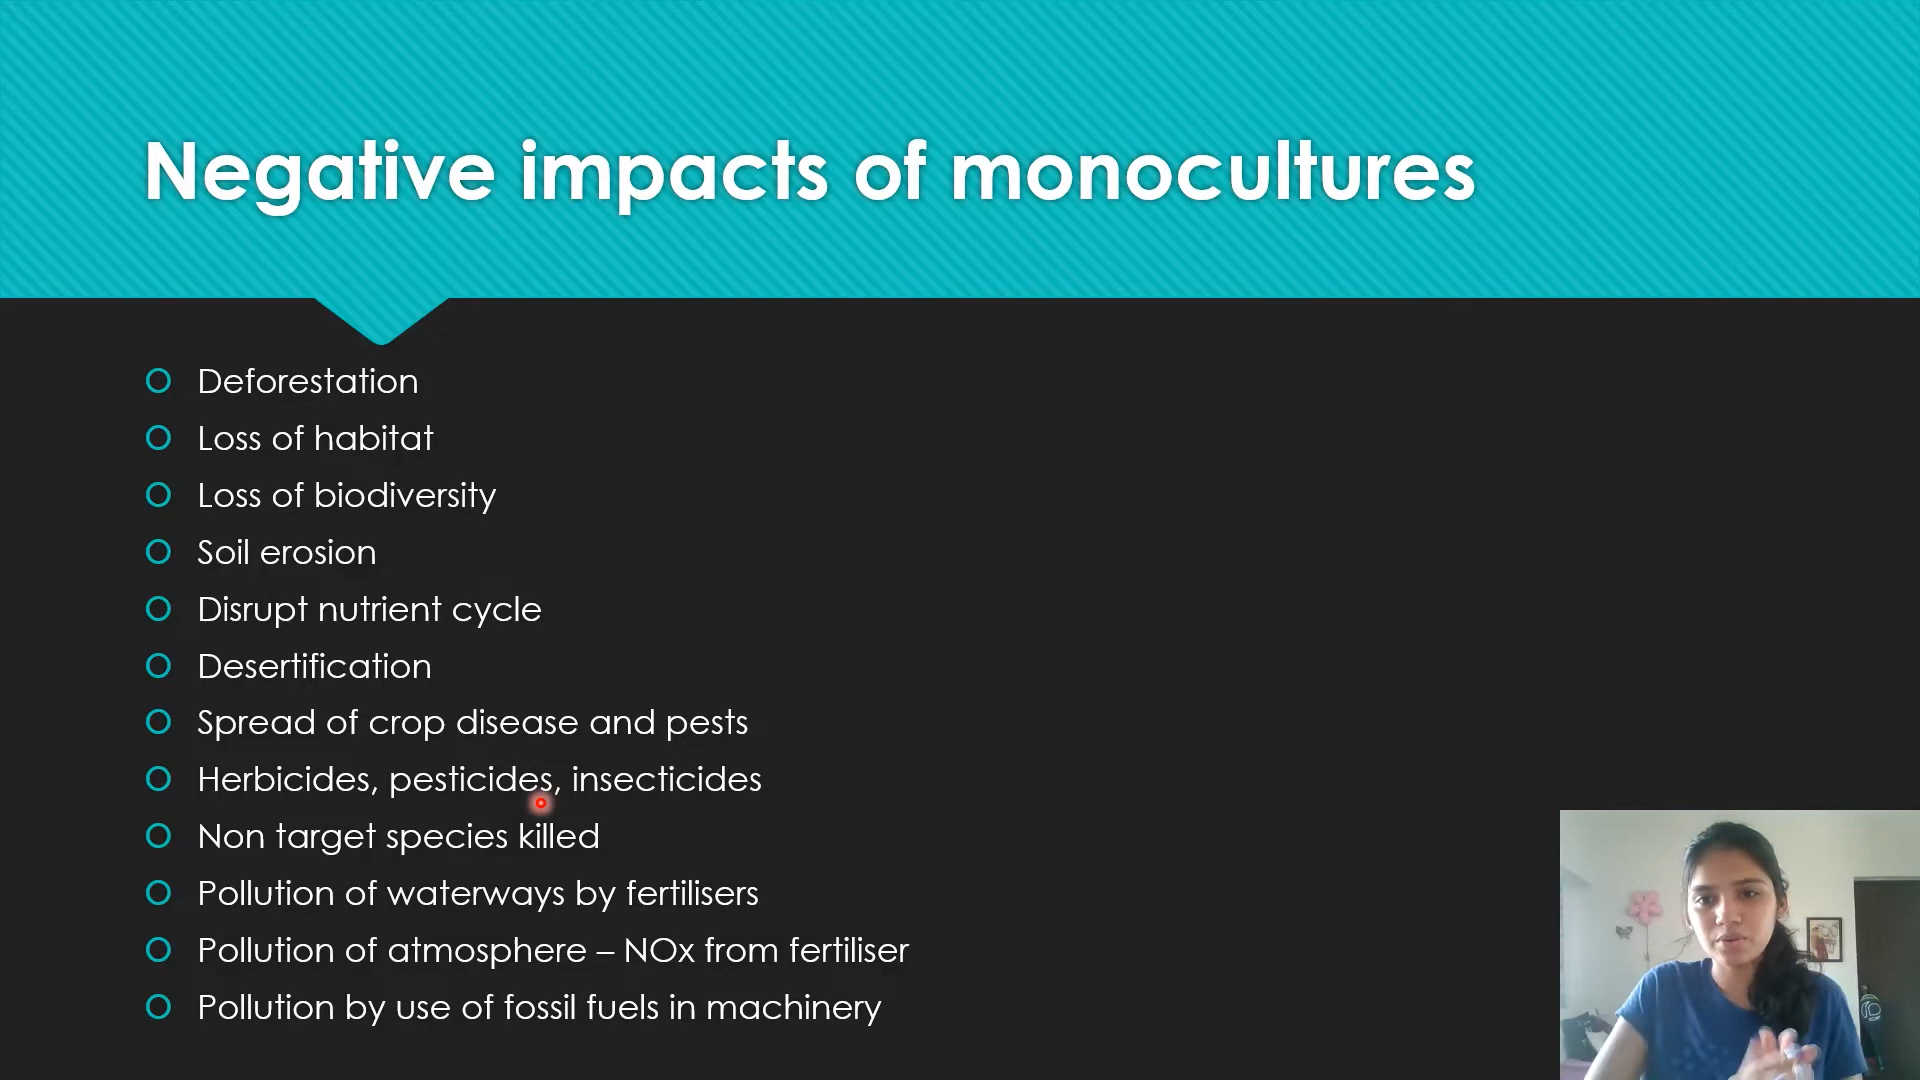 Negative impacts of monocultures
Deforestation
Loss of habitat
Loss of biodiversity
Soil erosion
Disrupt nutrient cycle
Desertification
Spread of crop disease and pests
Herbicides, pesticides, insecticides
Non target species killed
Pollution of waterways by fertilisers
Pollution of atmosphere – NOx from fertiliser
Pollution by use of fossil fuels in machinery